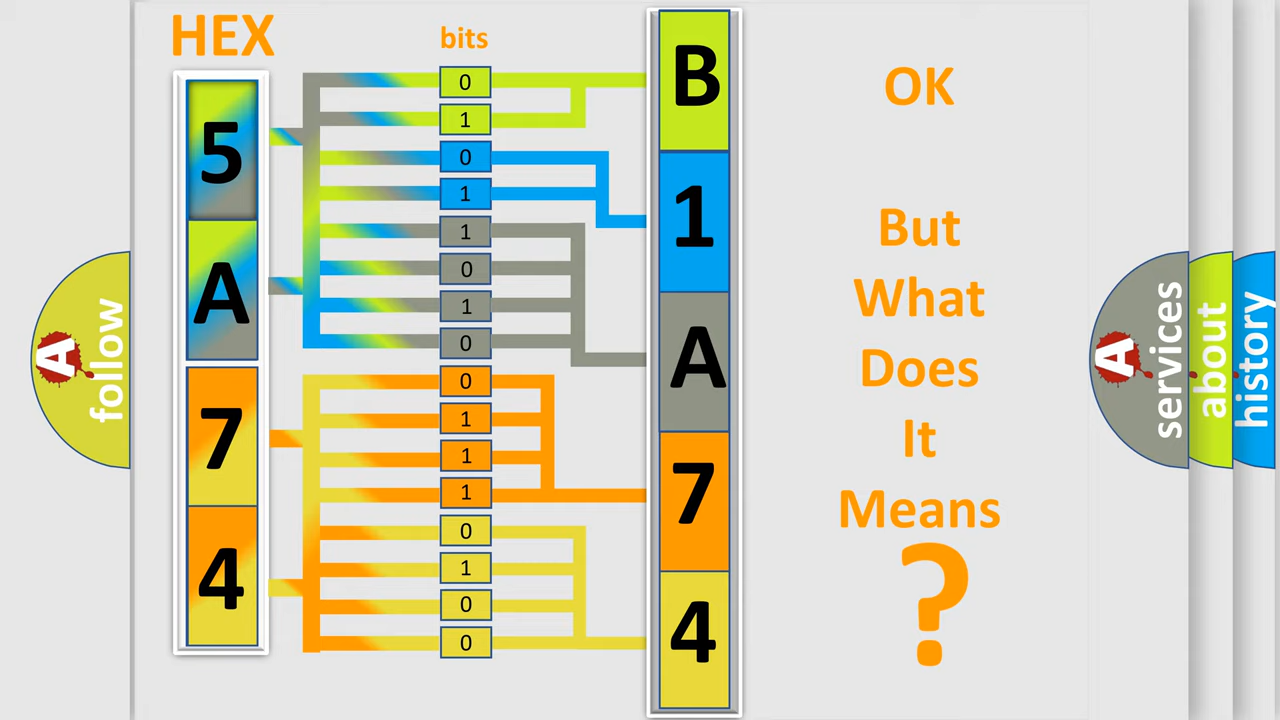 HEX
bits
5
A
7
4
0
1
0
1
1
0
1
0
0
1
1
1
0
1
0
0
B
1
A
7
4
OK
But
What
Does
It
Means
?
A
follow
A
services
about
history